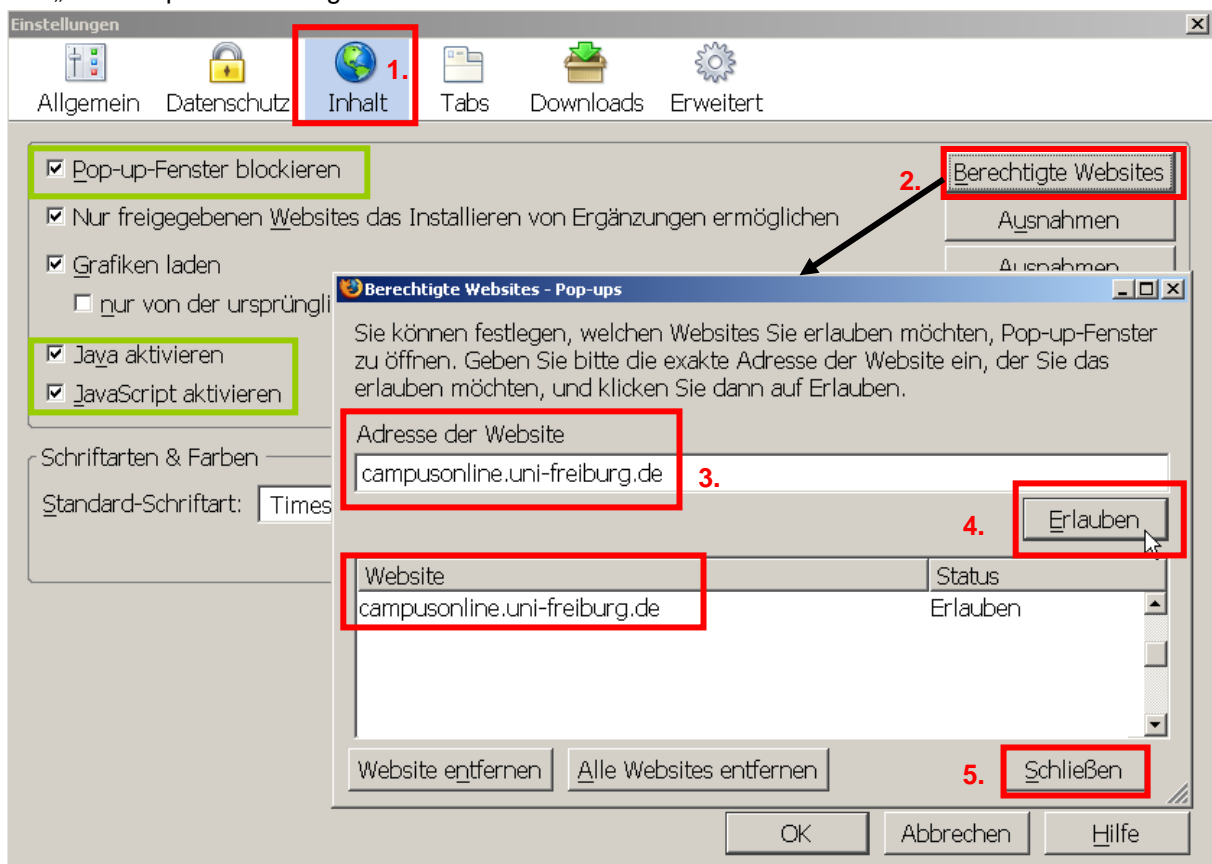 Einstellungen
1.
Allgemein Datenschutz Inhalt Tabs Downloads Erweitert
Pop-up-Fenster blockieren
2.
Berechtigte Websites
Nur freigegebenen Websites das Installieren von Ergänzungen ermöglichen
Ausnahmen
Grafiken laden
Ausnahmen
nur von der ursprüngli
Java aktivieren
JavaScript aktivieren
Schriftarten & Farben
Standard-Schriftart: Times
Berechtigte Websites - Pop-ups
Sie können festlegen, welchen Websites Sie erlauben möchten, Pop-up-Fenster
zu öffnen. Geben Sie bitte die exakte Adresse der Website ein, der Sie das
erlauben möchten, und klicken Sie dann auf Erlauben.
Adresse der Website
campusonline.uni-freiburg.de
3.
4.
Erlauben
Website Status
campusonline.uni-freiburg.de Erlauben
Website entfernen Alle Websites entfernen
5.
Schließen
OK Abbrechen Hilfe